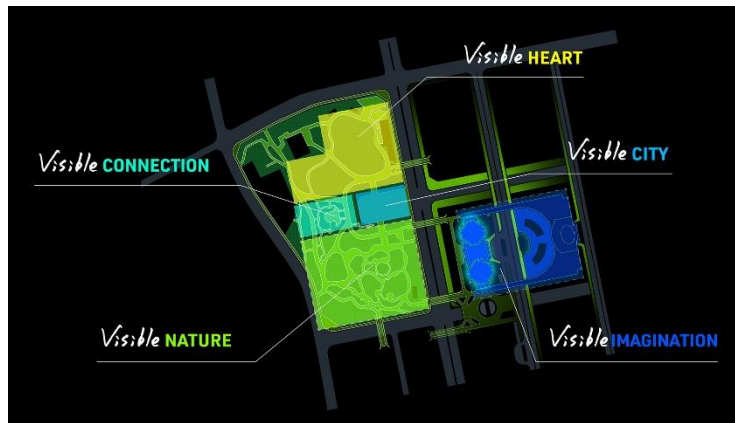 Visible HEART
Visible CONNECTION
Visible CITY
Visible NATURE
Visible IMAGINATION